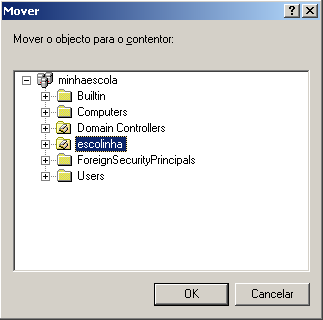 Mover
Mover o objecto para o contentor:
minhaescola
Builtin
Computers
Domain Controllers
escolinha
ForeignSecurityPrincipals
Users
OK
Cancelar